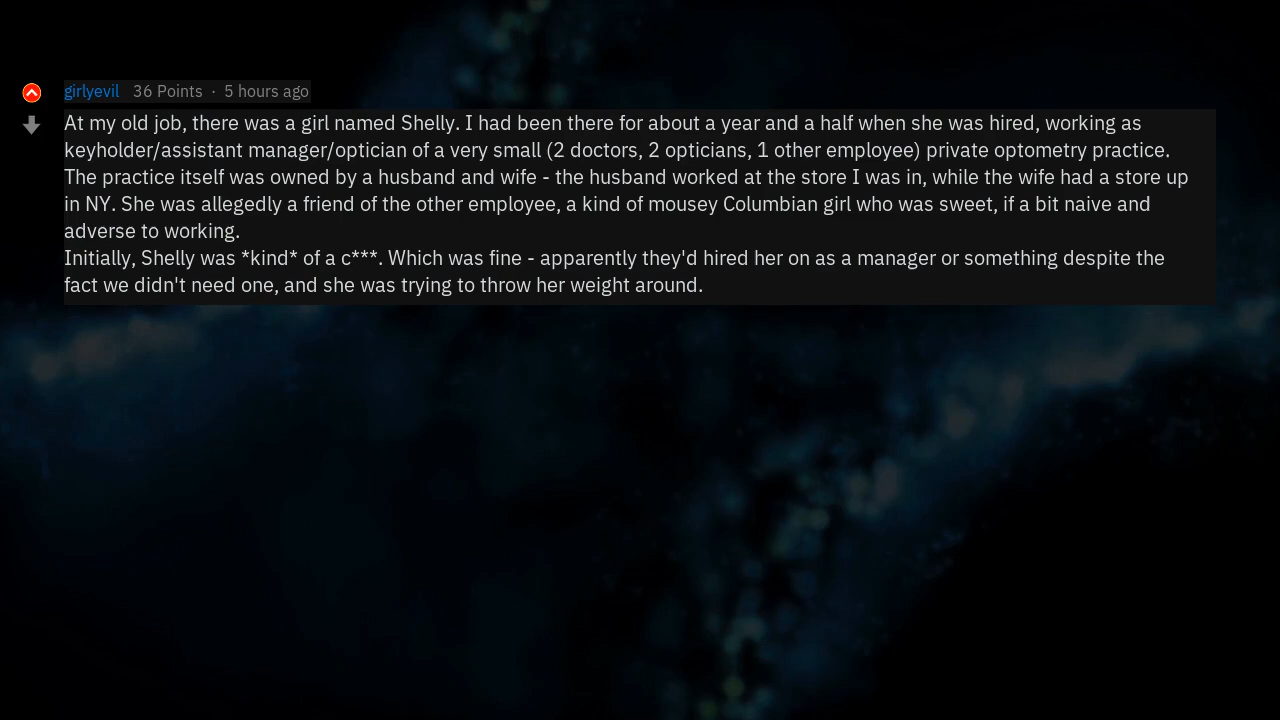 girlyevil 36 Points · 5 hours ago
At my old job, there was a girl named Shelly. I had been there for about a year and a half when she was hired, working as
keyholder/assistant manager/optician of a very small (2 doctors, 2 opticians, 1 other employee) private optometry practice.
The practice itself was owned by a husband and wife - the husband worked at the store I was in, while the wife had a store up
in NY. She was allegedly a friend of the other employee, a kind of mousey Columbian girl who was sweet, if a bit naive and
adverse to working.
Initially, Shelly was *kind* of a c***. Which was fine - apparently they'd hired her on as a manager or something despite the
fact we didn't need one, and she was trying to throw her weight around.